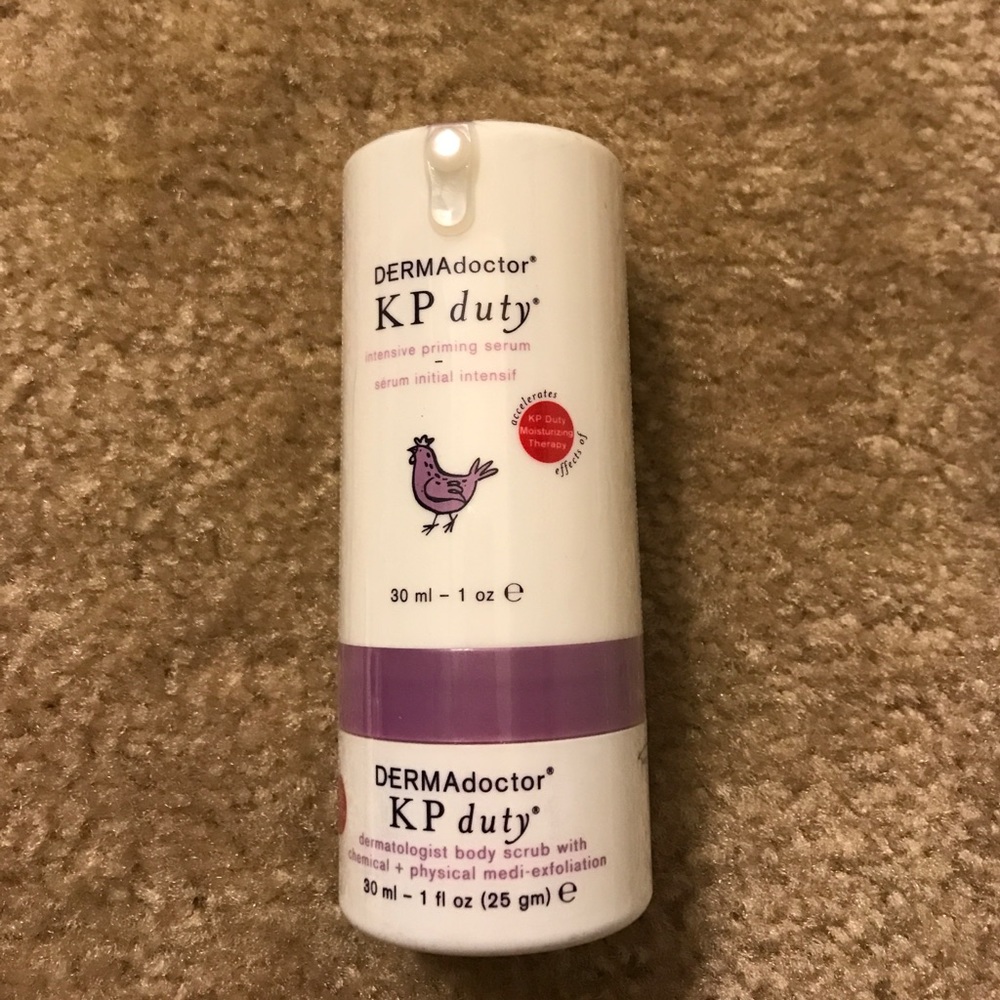 DERMAdoctor®
KP duty®
intensive priming serum
–
sérum initial intensif
accelerates
effects of
KP Duty
Moisturizing
Therapy
30 ml – 1 oz ℮
DERMAdoctor®
KP duty®
dermatologist body scrub with
chemical + physical medi-exfoliation
30 ml – 1 fl oz (25 gm) ℮